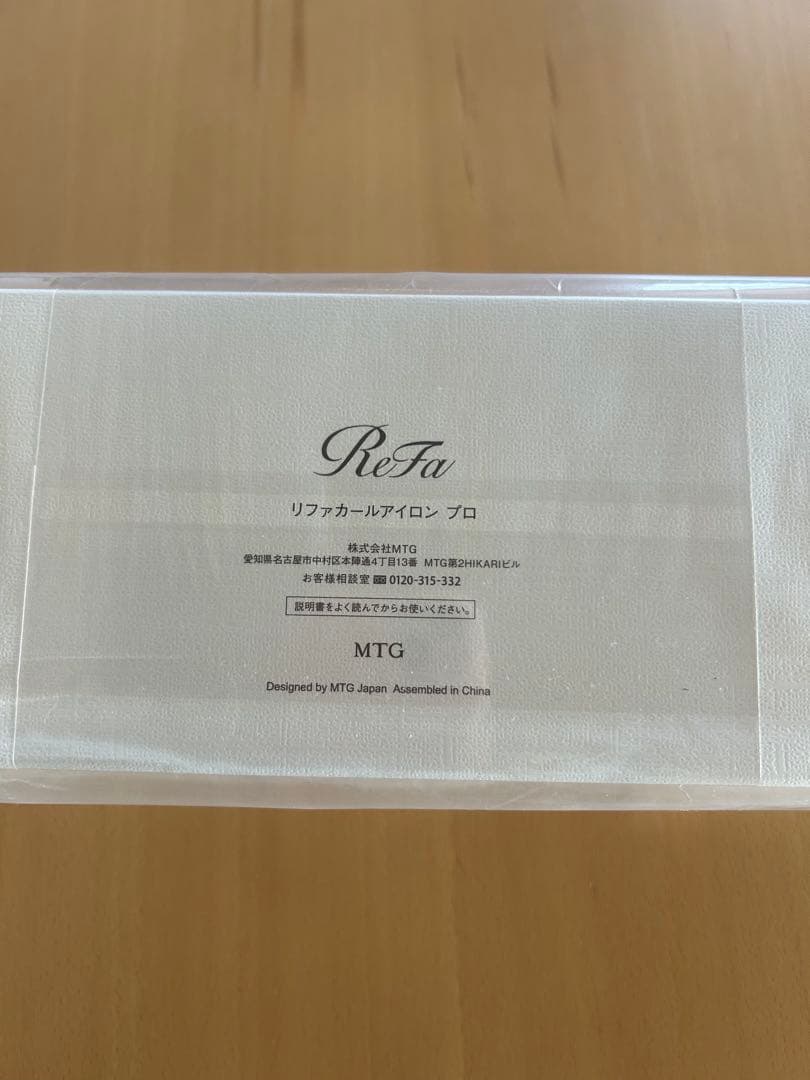 ReFa
リファカールアイロン プロ
株式会社MTG
愛知県名古屋市中村区本陣通4丁目13番 MTG第2HIKARIビル
お客様相談室 0120-315-332
説明書をよく読んでからお使いください。
MTG
Designed by MTG Japan Assembled in China